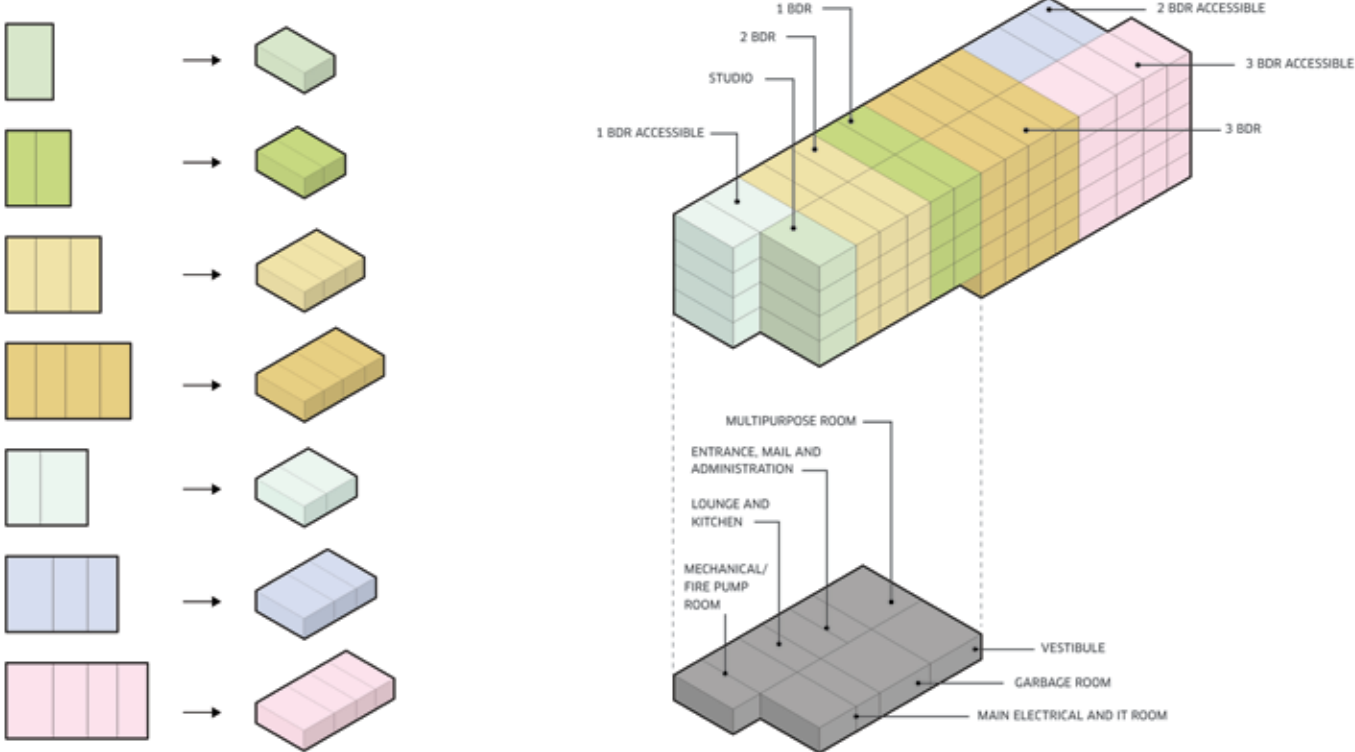 1 BDR
2 BDR ACCESSIBLE
2 BDR
3 BDR ACCESSIBLE
STUDIO
1 BDR ACCESSIBLE
3 BDR
MULTIPURPOSE ROOM
ENTRANCE, MAIL AND
ADMINISTRATION
LOUNGE AND
KITCHEN
MECHANICAL/
FIRE PUMP
ROOM
VESTIBULE
GARBAGE ROOM
MAIN ELECTRICAL AND IT ROOM